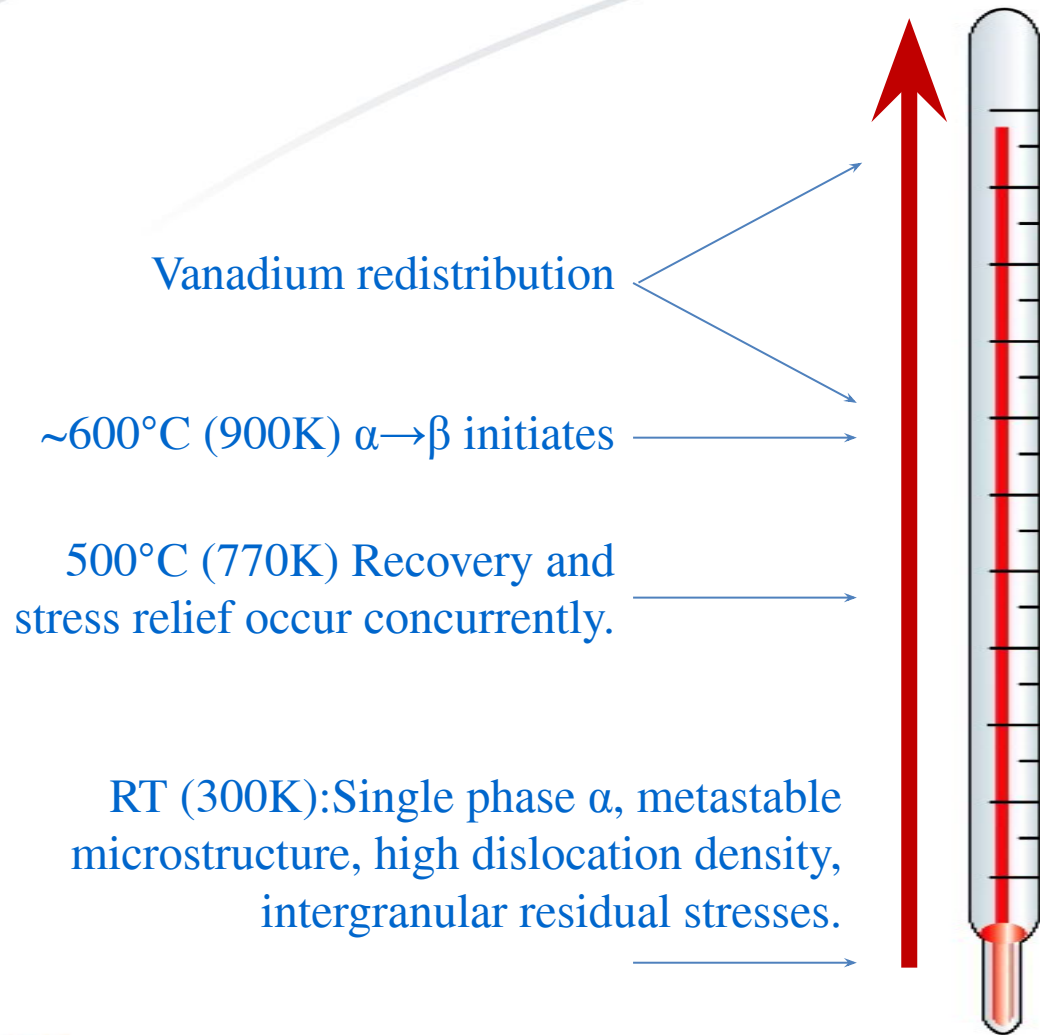 Vanadium redistribution
~600°C (900K) α→β initiates
500°C (770K) Recovery and
stress relief occur concurrently.
RT (300K):Single phase α, metastable
microstructure, high dislocation density,
intergranular residual stresses.